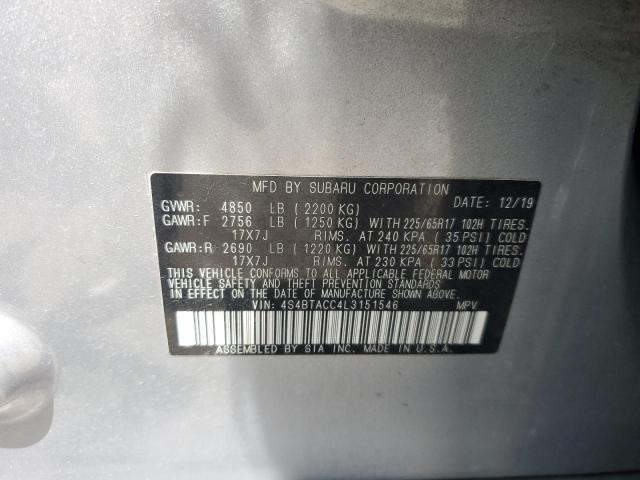 MFD BY SUBARU CORPORATION DATE: 12/19
GVWR: 4850 LB ( 2200 KG)
GAWR:F 2756 LB ( 1250 KG) WITH 225/65R17 102H TIRES.
17X7J RIMS. AT 240 KPA ( 35 PSI) COLD
GAWR:R 2690 LB ( 1220 KG) WITH 225/65R17 102H TIRES.
17X7J RIMS. AT 230 KPA ( 33 PSI) COLD
THIS VEHICLE CONFORMS TO ALL APPLICABLE FEDERAL MOTOR
VEHICLE SAFETY AND THEFT PREVENTION STANDARDS
IN EFFECT ON THE DATE OF MANUFACTURE SHOWN ABOVE.
VIN: 4S4BTACC4L3151546 MPV
ASSEMBLED BY SIA INC. MADE IN U.S.A.